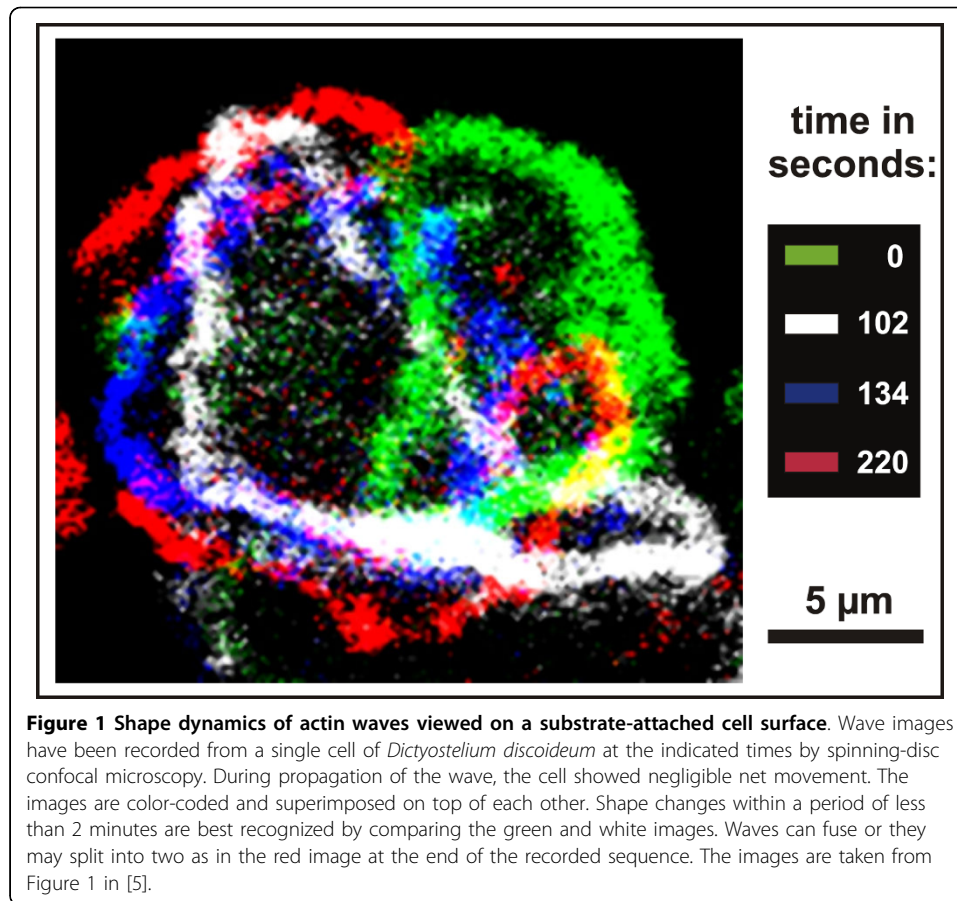 time in
seconds:
0
102
134
220
5 µm
Figure 1 Shape dynamics of actin waves viewed on a substrate-attached cell surface. Wave images
have been recorded from a single cell of Dictyostelium discoideum at the indicated times by spinning-disc
confocal microscopy. During propagation of the wave, the cell showed negligible net movement. The
images are color-coded and superimposed on top of each other. Shape changes within a period of less
than 2 minutes are best recognized by comparing the green and white images. Waves can fuse or they
may split into two as in the red image at the end of the recorded sequence. The images are taken from
Figure 1 in [5].